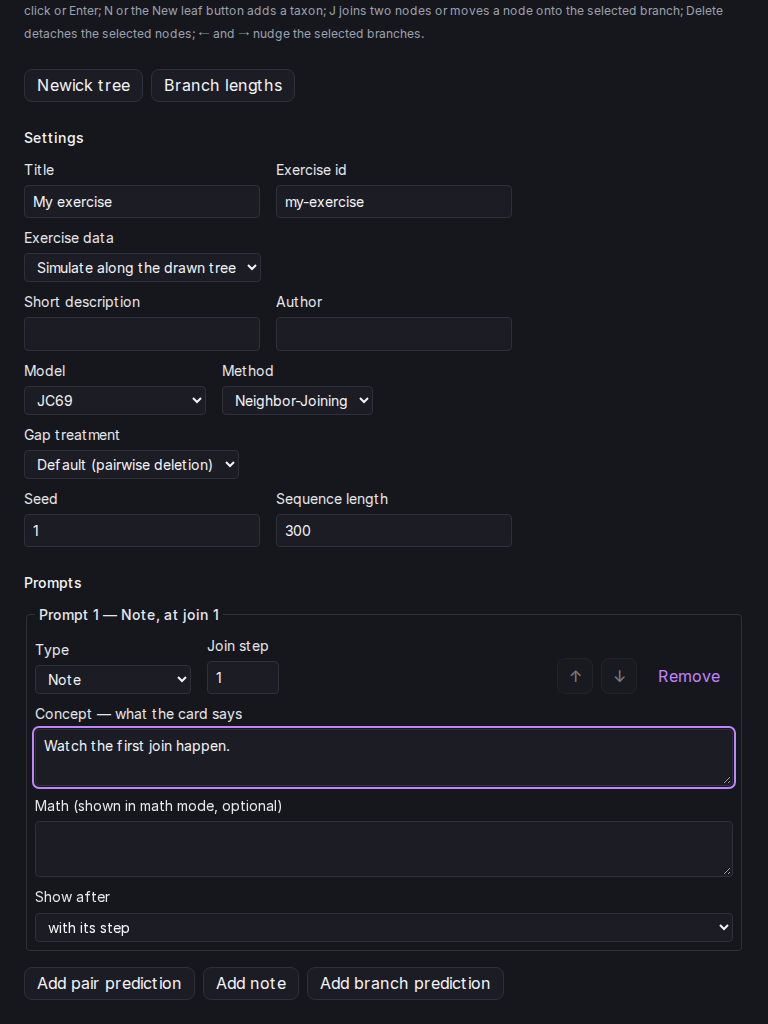 click or Enter; N or the New leaf button adds a taxon; J joins two nodes or moves a node onto the selected branch; Delete
detaches the selected nodes; ← and → nudge the selected branches.
Newick tree Branch lengths
Settings
Title Exercise id
My exercise my-exercise
Exercise data
Simulate along the drawn tree
Short description Author
Model Method
JC69 Neighbor-Joining
Gap treatment
Default (pairwise deletion)
Seed Sequence length
1 300
Prompts
Prompt 1 — Note, at join 1
Type Join step
Note 1 ↑ ↓ Remove
Concept — what the card says
Watch the first join happen.
Math (shown in math mode, optional)
Show after
with its step
Add pair prediction Add note Add branch prediction